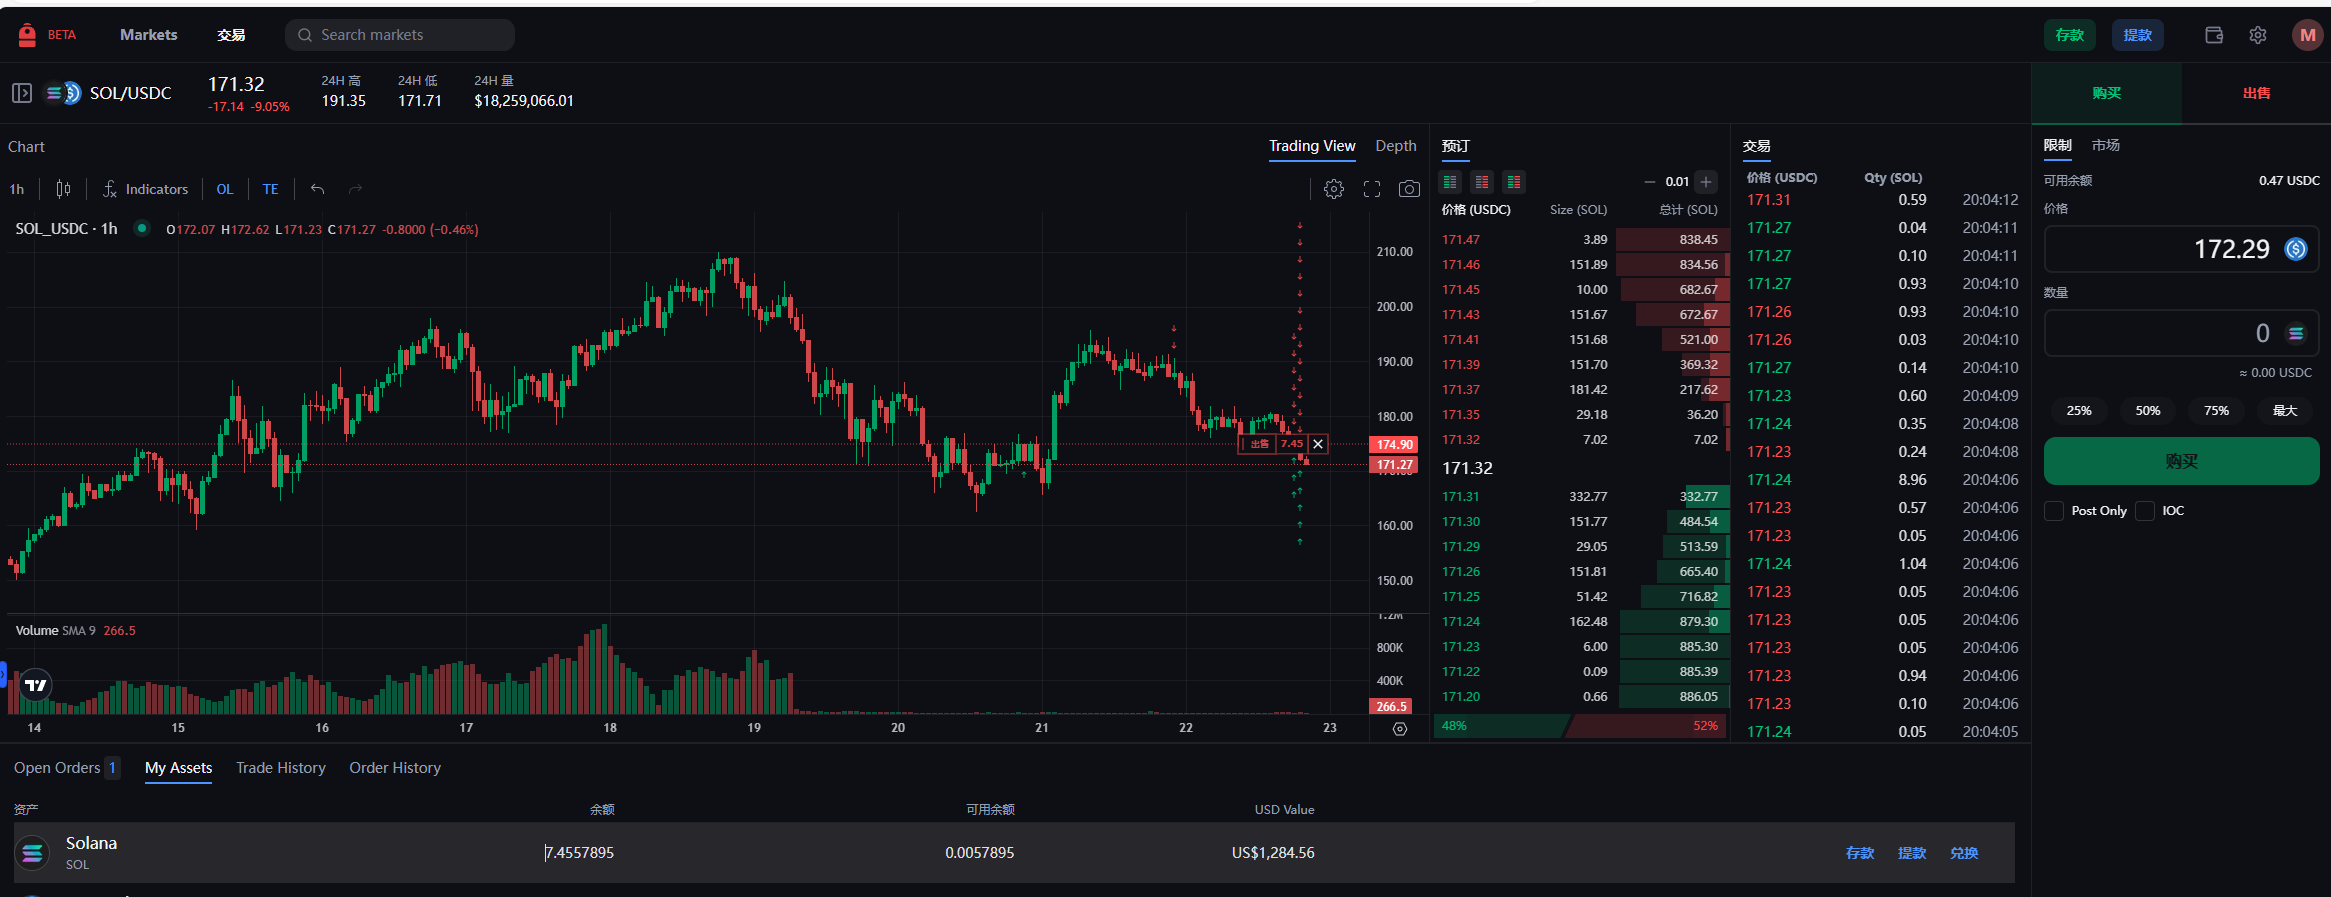 BETA Markets 交易 Search markets 存款 提款 M
SOL/USDC 171.32 -17.14 -9.05% 24H 高 191.35 24H 低 171.71 24H 量 $18,259,066.01
Chart Trading View Depth
1h Indicators OL TE
SOL_USDC · 1h O172.07 H172.62 L171.23 C171.27 -0.8000 (−0.46%)
210.00
200.00
190.00
180.00
出售 7.45 174.90
171.27
160.00
150.00
Volume SMA 9 266.5
800K
400K
266.5
14 15 16 17 18 19 20 21 22 23
预订
0.01
价格 (USDC) Size (SOL) 总计 (SOL)
171.47 3.89 838.45
171.46 151.89 834.56
171.45 10.00 682.67
171.43 151.67 672.67
171.41 151.68 521.00
171.39 151.70 369.32
171.37 181.42 217.62
171.35 29.18 36.20
171.32 7.02 7.02
171.32
171.31 332.77 332.77
171.30 151.77 484.54
171.29 29.05 513.59
171.26 151.81 665.40
171.25 51.42 716.82
171.24 162.48 879.30
171.23 6.00 885.30
171.22 0.09 885.39
171.20 0.66 886.05
48% 52%
交易
价格 (USDC) Qty (SOL)
171.31 0.59 20:04:12
171.27 0.04 20:04:11
171.27 0.10 20:04:11
171.27 0.93 20:04:10
171.26 0.93 20:04:10
171.26 0.03 20:04:10
171.27 0.14 20:04:10
171.23 0.60 20:04:09
171.24 0.35 20:04:08
171.23 0.24 20:04:08
171.24 8.96 20:04:06
171.23 0.57 20:04:06
171.23 0.05 20:04:06
171.24 1.04 20:04:06
171.23 0.05 20:04:06
171.23 0.05 20:04:06
171.23 0.05 20:04:06
171.23 0.94 20:04:06
171.23 0.10 20:04:06
171.24 0.05 20:04:05
购买 出售
限制 市场
可用余额 0.47 USDC
价格
172.29
数量
0
≈ 0.00 USDC
25% 50% 75% 最大
购买
Post Only IOC
Open Orders 1 My Assets Trade History Order History
资产 余额 可用余额 USD Value
Solana
SOL
7.4557895 0.0057895 US$1,284.56 存款 提款 兑换